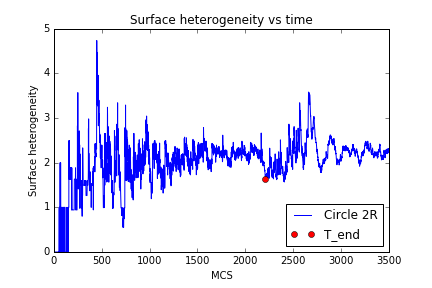 Surface heterogeneity vs time
Surface heterogeneity
5
4
3
2
1
0
0 500 1000 1500 2000 2500 3000 3500
MCS
Circle 2R
T_end